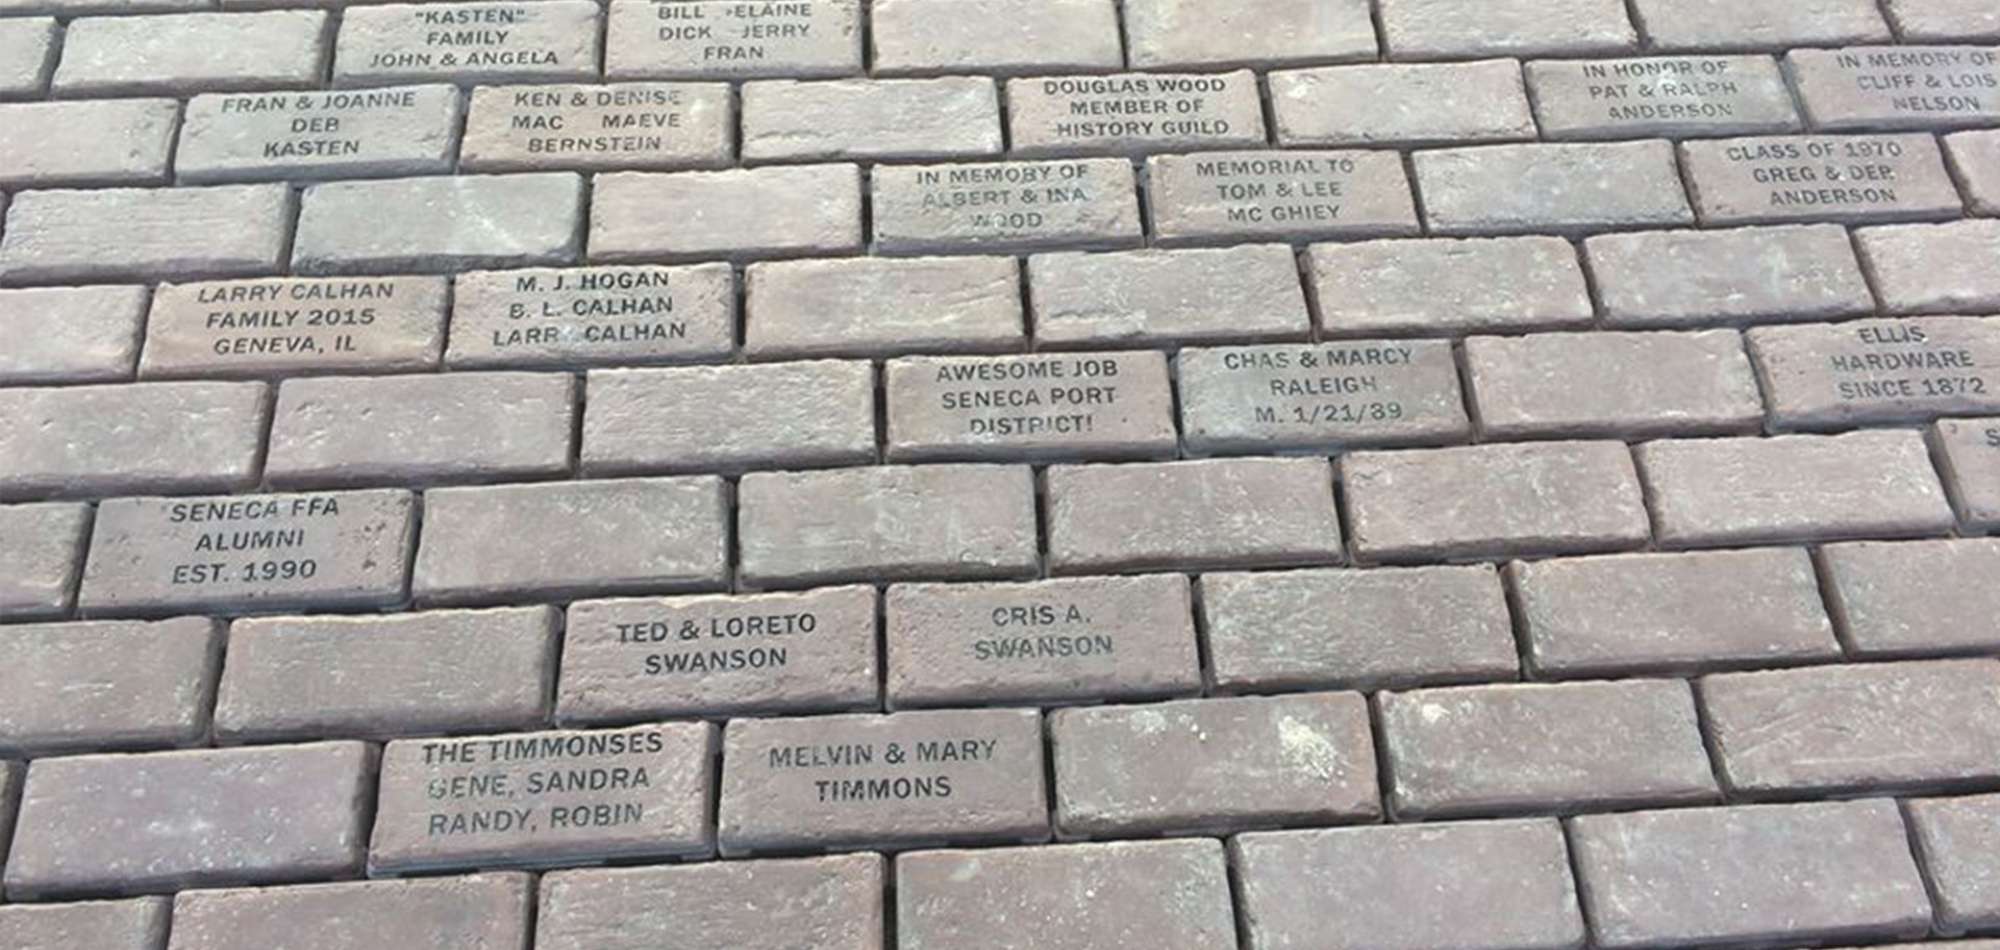 "KASTEN"
FAMILY
JOHN & ANGELA
BILL ELAINE
DICK JERRY
FRAN
FRAN & JOANNE
DEB
KASTEN
KEN & DENISE
MAC MAEVE
BERNSTEIN
DOUGLAS WOOD
MEMBER OF
HISTORY GUILD
IN HONOR OF
PAT & RALPH
ANDERSON
IN MEMORY OF
CLIFF & LOIS
NELSON
IN MEMORY OF
ALBERT & INA
WOOD
MEMORIAL TO
TOM & LEE
MC GHIEY
CLASS OF 1970
GREG & DEB
ANDERSON
LARRY CALHAN
FAMILY 2015
GENEVA, IL
M. J. HOGAN
B. L. CALHAN
LARRY CALHAN
AWESOME JOB
SENECA PORT
DISTRICT!
CHAS & MARCY
RALEIGH
M. 1/21/89
ELLIS
HARDWARE
SINCE 1872
SENECA FFA
ALUMNI
EST. 1990
TED & LORETO
SWANSON
CRIS A.
SWANSON
THE TIMMONSES
GENE, SANDRA
RANDY, ROBIN
MELVIN & MARY
TIMMONS